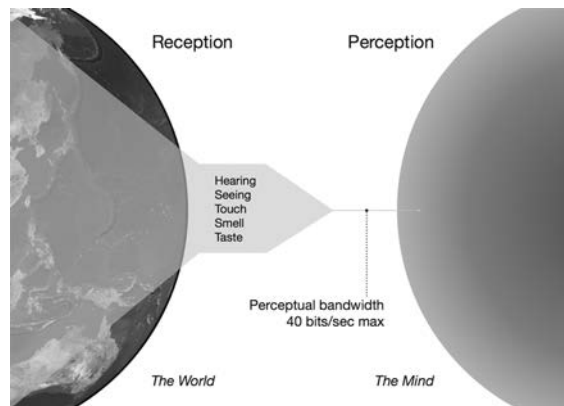 Reception
Perception
Hearing
Seeing
Touch
Smell
Taste
Perceptual bandwidth
40 bits/sec max
The World
The Mind